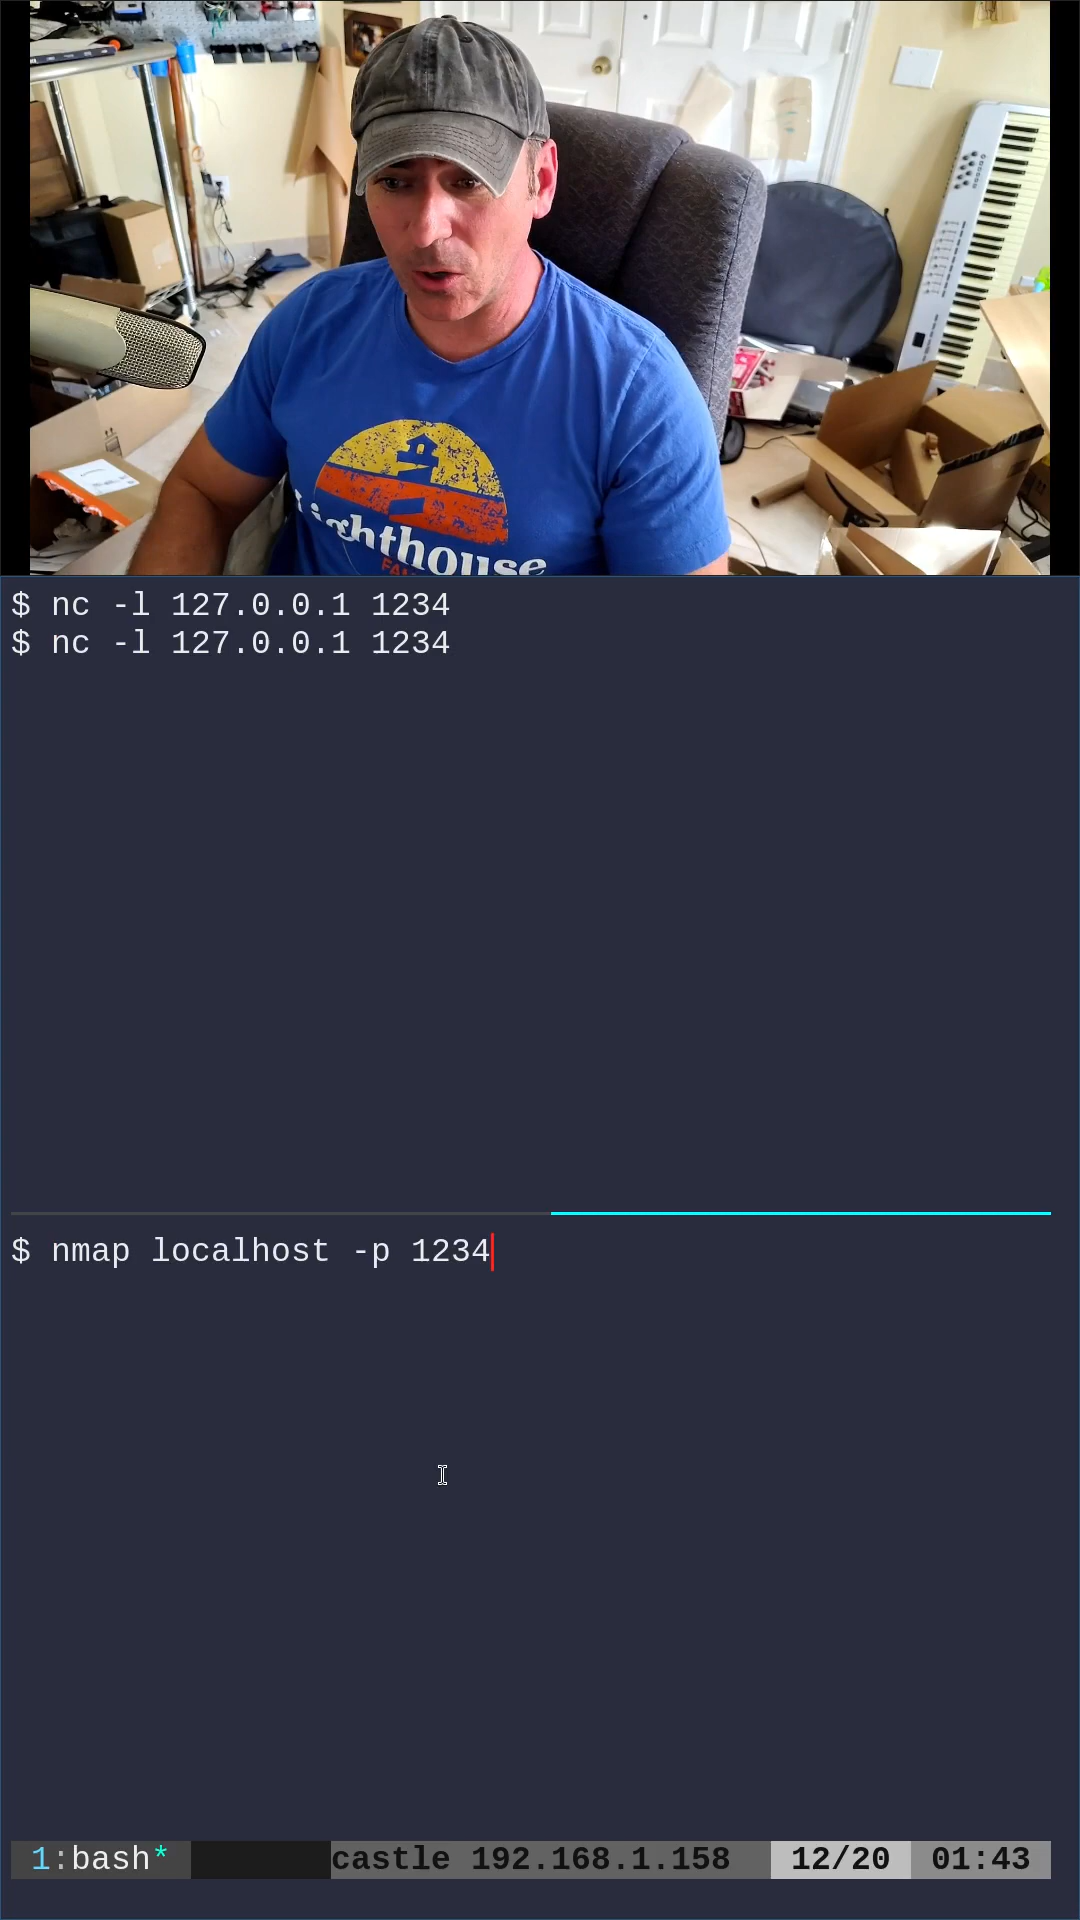 Lighthouse
$ nc -l 127.0.0.1 1234
$ nc -l 127.0.0.1 1234
$ nmap localhost -p 1234
1:bash* castle 192.168.1.158 12/20 01:43